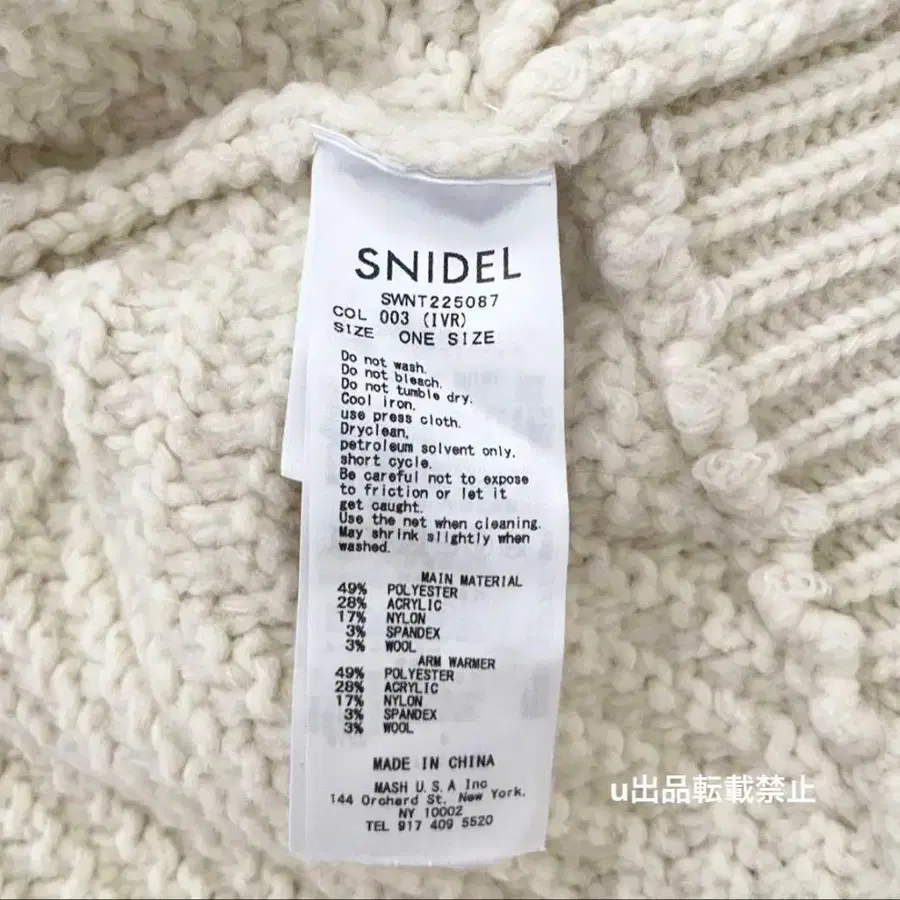 SNIDEL
SWNT225087
COL 003 (IVR)
SIZE ONE SIZE
Do not wash.
Do not bleach.
Do not tumble dry.
Cool iron.
use press cloth.
Dryclean,
petroleum solvent only.
short cycle.
Be careful not to expose
to friction or let it
get caught.
Use the net when cleaning.
May shrink slightly when
washed.
MAIN MATERIAL
49% POLYESTER
28% ACRYLIC
17% NYLON
3% SPANDEX
3% WOOL
ARM WARMER
49% POLYESTER
28% ACRYLIC
17% NYLON
3% SPANDEX
3% WOOL
MADE IN CHINA
MASH U.S.A Inc
144 Orchard St. New York.
NY 10002
TEL 917 409 5520
u出品転載禁止